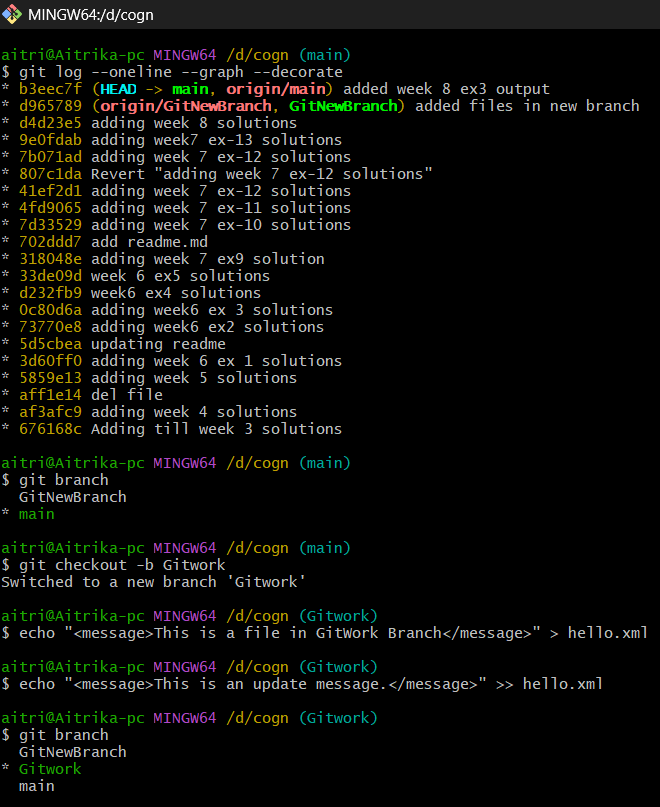 MINGW64:/d/cogn
aitri@Aitrika-pc MINGW64 /d/cogn (main)
$ git log --oneline --graph --decorate
* b3eec7f (HEAD -> main, origin/main) added week 8 ex3 output
* d965789 (origin/GitNewBranch, GitNewBranch) added files in new branch
* d4d23e5 adding week 8 solutions
* 9e0fdab adding week7 ex-13 solutions
* 7b071ad adding week 7 ex-12 solutions
* 807c1da Revert "adding week 7 ex-12 solutions"
* 41ef2d1 adding week 7 ex-12 solutions
* 4fd9065 adding week 7 ex-11 solutions
* 7d33529 adding week 7 ex-10 solutions
* 702ddd7 add readme.md
* 318048e adding week 7 ex9 solution
* 33de09d week 6 ex5 solutions
* d232fb9 week6 ex4 solutions
* 0c80d6a adding week6 ex 3 solutions
* 73770e8 adding week6 ex2 solutions
* 5d5cbea updating readme
* 3d60ff0 adding week 6 ex 1 solutions
* 5859e13 adding week 5 solutions
* aff1e14 del file
* af3afc9 adding week 4 solutions
* 676168c Adding till week 3 solutions
aitri@Aitrika-pc MINGW64 /d/cogn (main)
$ git branch
  GitNewBranch
* main
aitri@Aitrika-pc MINGW64 /d/cogn (main)
$ git checkout -b Gitwork
Switched to a new branch 'Gitwork'
aitri@Aitrika-pc MINGW64 /d/cogn (Gitwork)
$ echo "<message>This is a file in GitWork Branch</message>" > hello.xml
aitri@Aitrika-pc MINGW64 /d/cogn (Gitwork)
$ echo "<message>This is an update message.</message>" >> hello.xml
aitri@Aitrika-pc MINGW64 /d/cogn (Gitwork)
$ git branch
  GitNewBranch
* Gitwork
  main